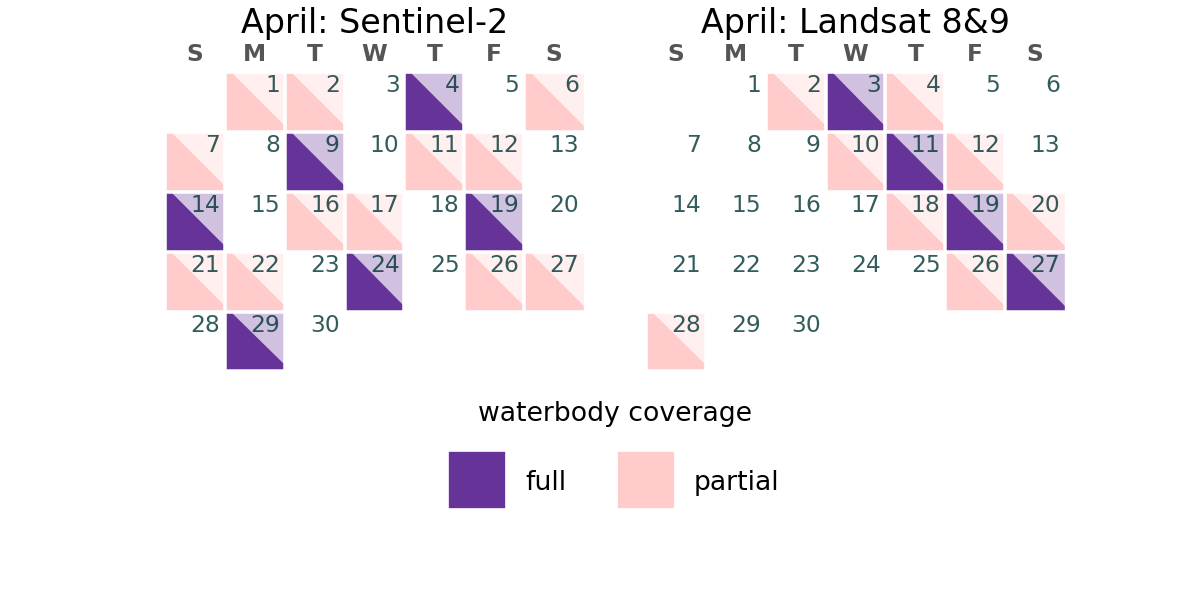 April: Sentinel-2
S M T W T F S
1 2 3 4 5 6
7 8 9 10 11 12 13
14 15 16 17 18 19 20
21 22 23 24 25 26 27
28 29 30
April: Landsat 8&9
S M T W T F S
1 2 3 4 5 6
7 8 9 10 11 12 13
14 15 16 17 18 19 20
21 22 23 24 25 26 27
28 29 30
waterbody coverage
full partial